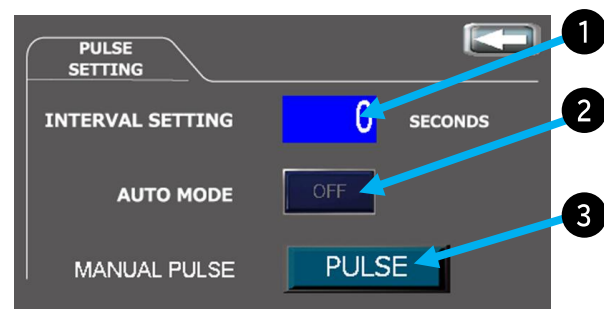 PULSE
SETTING
1
INTERVAL SETTING 0 SECONDS
2
AUTO MODE OFF
3
MANUAL PULSE PULSE